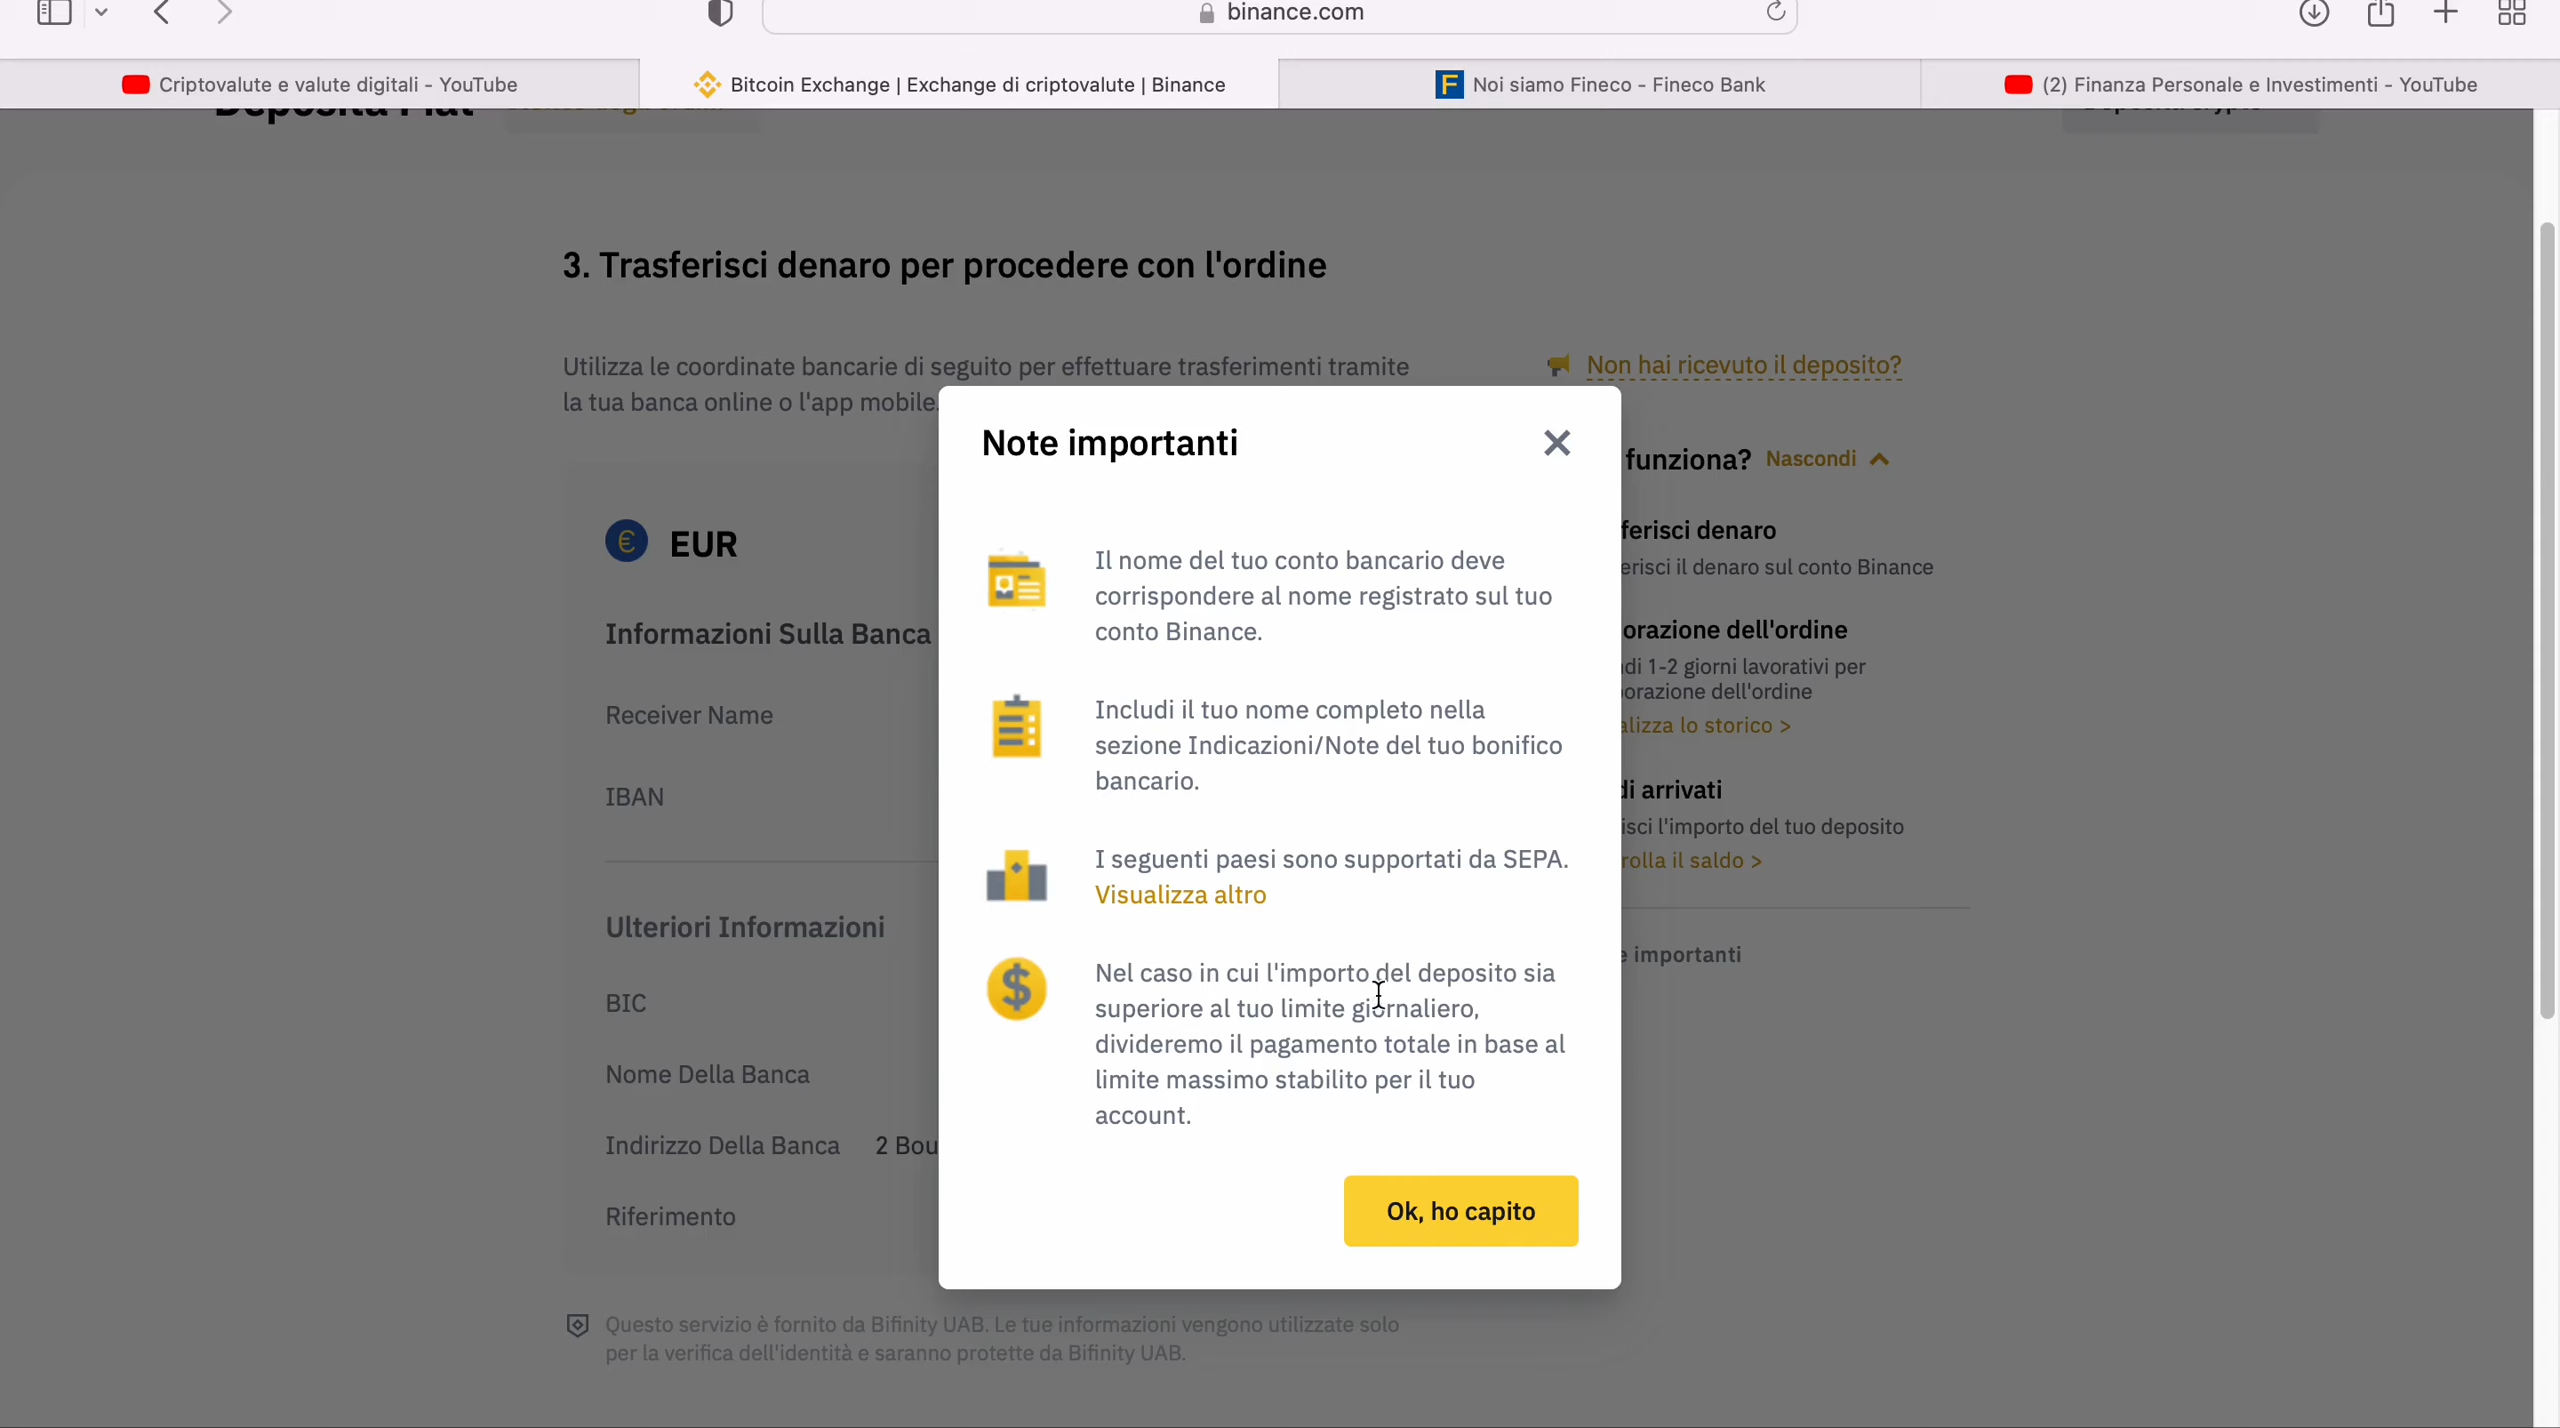 binance.com
Criptovalute e valute digitali - YouTube
Bitcoin Exchange | Exchange di criptovalute | Binance
F Noi siamo Fineco - Fineco Bank
(2) Finanza Personale e Investimenti - YouTube
3. Trasferisci denaro per procedere con l'ordine
Utilizza le coordinate bancarie di seguito per effettuare trasferimenti tramite
la tua banca online o l'app mobile.
Non hai ricevuto il deposito?
funziona? Nascondi
ferisci denaro
erisci il denaro sul conto Binance
orazione dell'ordine
di 1-2 giorni lavorativi per
orazione dell'ordine
alizza lo storico >
di arrivati
isci l'importo del tuo deposito
rolla il saldo >
e importanti
€ EUR
Informazioni Sulla Banca
Receiver Name
IBAN
Ulteriori Informazioni
BIC
Nome Della Banca
Indirizzo Della Banca 2 Bou
Riferimento
Note importanti
Il nome del tuo conto bancario deve
corrispondere al nome registrato sul tuo
conto Binance.
Includi il tuo nome completo nella
sezione Indicazioni/Note del tuo bonifico
bancario.
I seguenti paesi sono supportati da SEPA.
Visualizza altro
$
Nel caso in cui l'importo del deposito sia
superiore al tuo limite giornaliero,
divideremo il pagamento totale in base al
limite massimo stabilito per il tuo
account.
Ok, ho capito
Questo servizio è fornito da Bifinity UAB. Le tue informazioni vengono utilizzate solo
per la verifica dell'identità e saranno protette da Bifinity UAB.